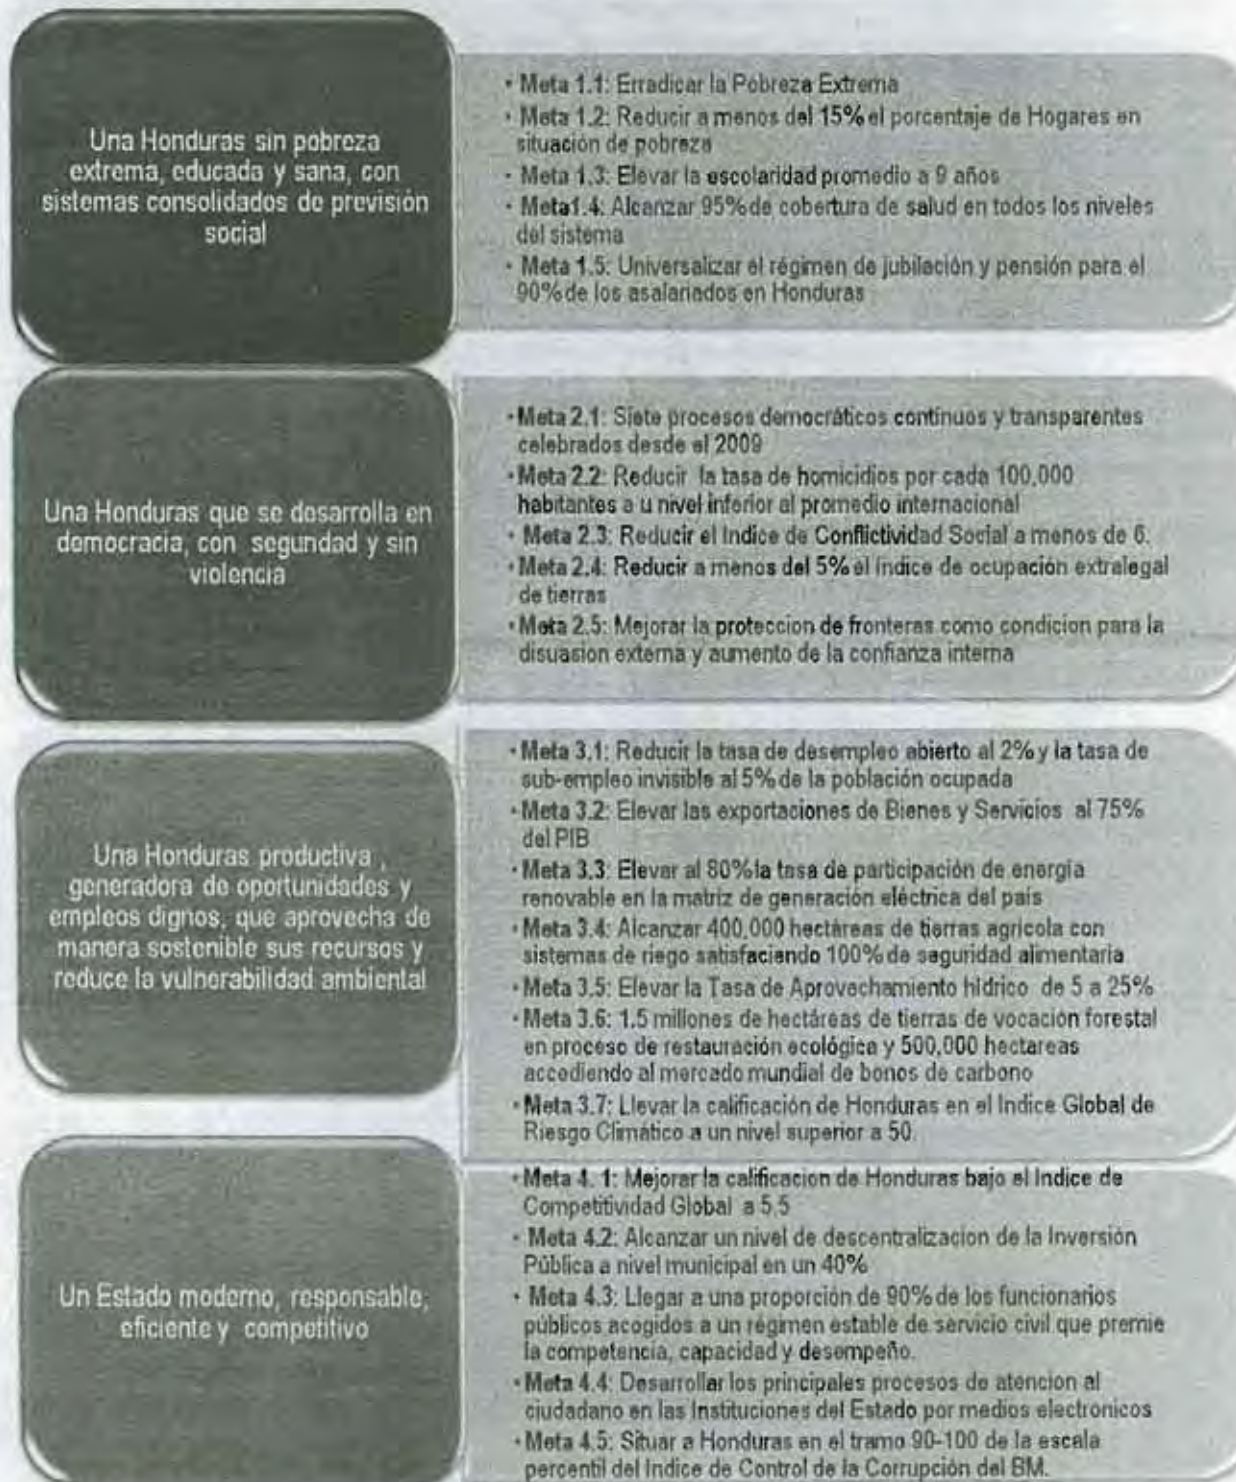 Una Honduras sin pobreza
extrema, educada y sana, con
sistemas consolidados de previsión
social
• Meta 1.1: Erradicar la Pobreza Extrema
• Meta 1.2: Reducir a menos del 15% el porcentaje de Hogares en
situación de pobreza
• Meta 1.3: Elevar la escolaridad promedio a 9 años
• Meta1.4: Alcanzar 95% de cobertura de salud en todos los niveles
del sistema
• Meta 1.5: Universalizar el régimen de jubilación y pensión para el
90% de los asalariados en Honduras
Una Honduras que se desarrolla en
democracia, con seguridad y sin
violencia
• Meta 2.1: Siete procesos democráticos continuos y transparentes
celebrados desde el 2009
• Meta 2.2: Reducir la tasa de homicidios por cada 100,000
habitantes a u nivel inferior al promedio internacional
• Meta 2.3: Reducir el Indice de Conflictividad Social a menos de 6.
• Meta 2.4: Reducir a menos del 5% el índice de ocupación extralegal
de tierras
• Meta 2.5: Mejorar la proteccion de fronteras como condicion para la
disuasion externa y aumento de la confianza interna
Una Honduras productiva ,
generadora de oportunidades y
empleos dignos, que aprovecha de
manera sostenible sus recursos y
reduce la vulnerabilidad ambiental
• Meta 3.1: Reducir la tasa de desempleo abierto al 2% y la tasa de
sub-empleo invisible al 5% de la población ocupada
• Meta 3.2: Elevar las exportaciones de Bienes y Servicios al 75%
del PIB
• Meta 3.3: Elevar al 80% la tasa de participación de energía
renovable en la matriz de generación eléctrica del país
• Meta 3.4: Alcanzar 400,000 hectáreas de tierras agrícola con
sistemas de riego satisfaciendo 100% de seguridad alimentaria
• Meta 3.5: Elevar la Tasa de Aprovechamiento hídrico de 5 a 25%
• Meta 3.6: 1.5 millones de hectáreas de tierras de vocación forestal
en proceso de restauración ecológica y 500,000 hectareas
accediendo al mercado mundial de bonos de carbono
• Meta 3.7: Llevar la calificación de Honduras en el Indice Global de
Riesgo Climático a un nivel superior a 50.
Un Estado moderno, responsable,
eficiente y competitivo
• Meta 4. 1: Mejorar la calificacion de Honduras bajo el Indice de
Competitividad Global a 5.5
• Meta 4.2: Alcanzar un nivel de descentralizacion de la Inversión
Pública a nivel municipal en un 40%
• Meta 4.3: Llegar a una proporción de 90% de los funcionarios
públicos acogidos a un régimen estable de servicio civil que premie
la competencia, capacidad y desempeño.
• Meta 4.4: Desarrollar los principales procesos de atencion al
ciudadano en las Instituciones del Estado por medios electronicos
• Meta 4.5: Situar a Honduras en el tramo 90-100 de la escala
percentil del Indice de Control de la Corrupción del BM.